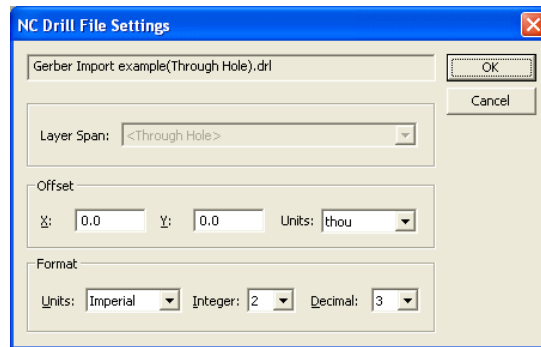 NC Drill File Settings
Gerber Import example(Through Hole).drl
OK
Cancel
Layer Span: <Through Hole>
Offset
X: 0.0 Y: 0.0 Units: thou
Format
Units: Imperial Integer: 2 Decimal: 3